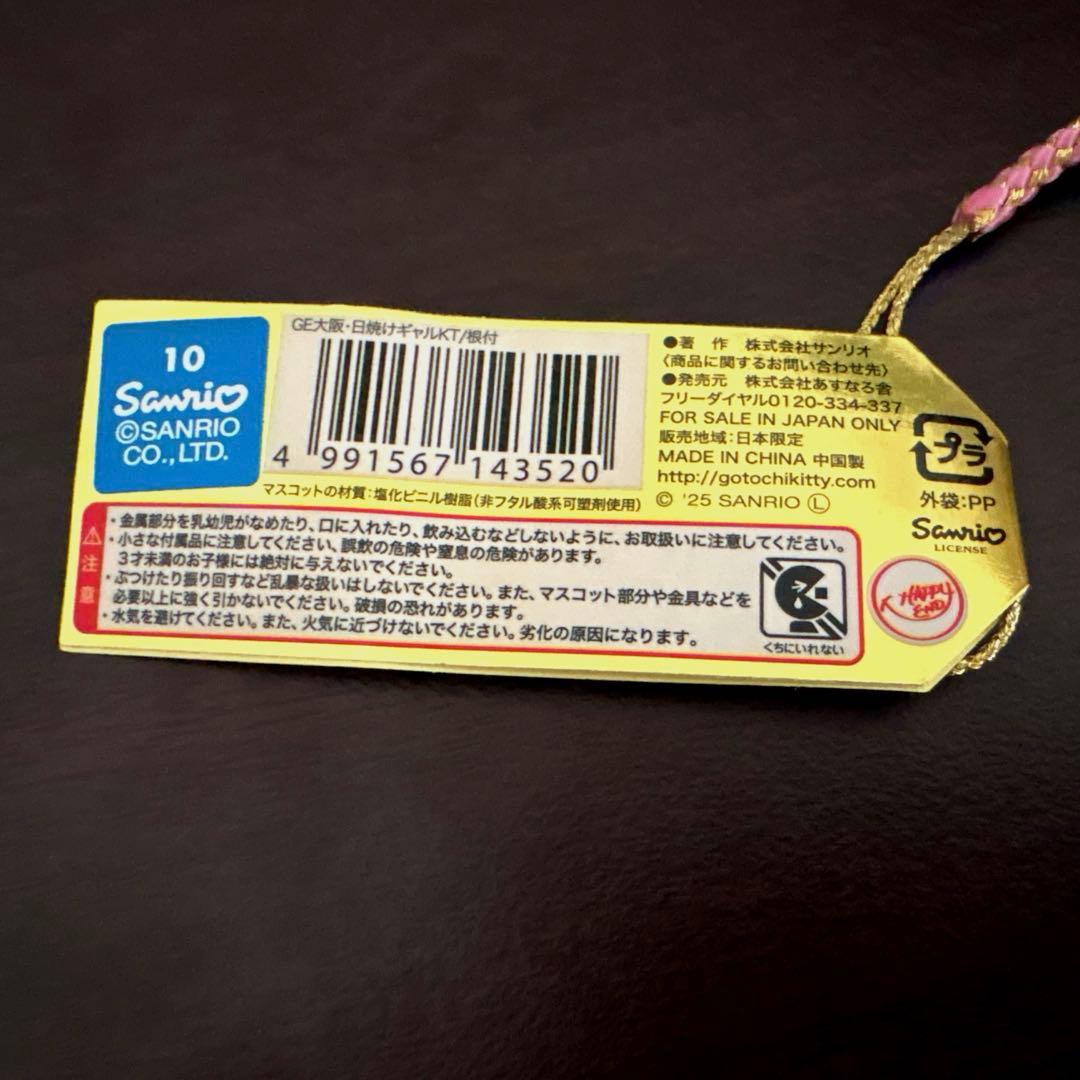 10
Sanrio
©SANRIO
CO., LTD.
GE大阪・日焼けギャルKT/根付
4 991567 143520
マスコットの材質：塩化ビニル樹脂（非フタル酸系可塑剤使用）
●著 作 株式会社サンリオ
〈商品に関するお問い合わせ先〉
●発売元 株式会社あすなろ舎
フリーダイヤル0120-334-337
FOR SALE IN JAPAN ONLY
販売地域：日本限定
MADE IN CHINA 中国製
http://gotochikitty.com
© '25 SANRIO Ⓛ
プラ
外袋：PP
Sanrio
LICENSE
HAPPY
END
注意
・金属部分を乳幼児がなめたり、口に入れたり、飲み込むなどしないように、お取扱いに注意してください。
・小さな付属品に注意してください、誤飲の危険や窒息の危険があります。
３才未満のお子様には絶対に与えないでください。
・ぶつけたり振り回すなど乱暴な扱いはしないでください。また、マスコット部分や金具などを
必要以上に強く引かないでください。破損の恐れがあります。
・水気を避けてください。また、火気に近づけないでください。劣化の原因になります。
くちにいれない